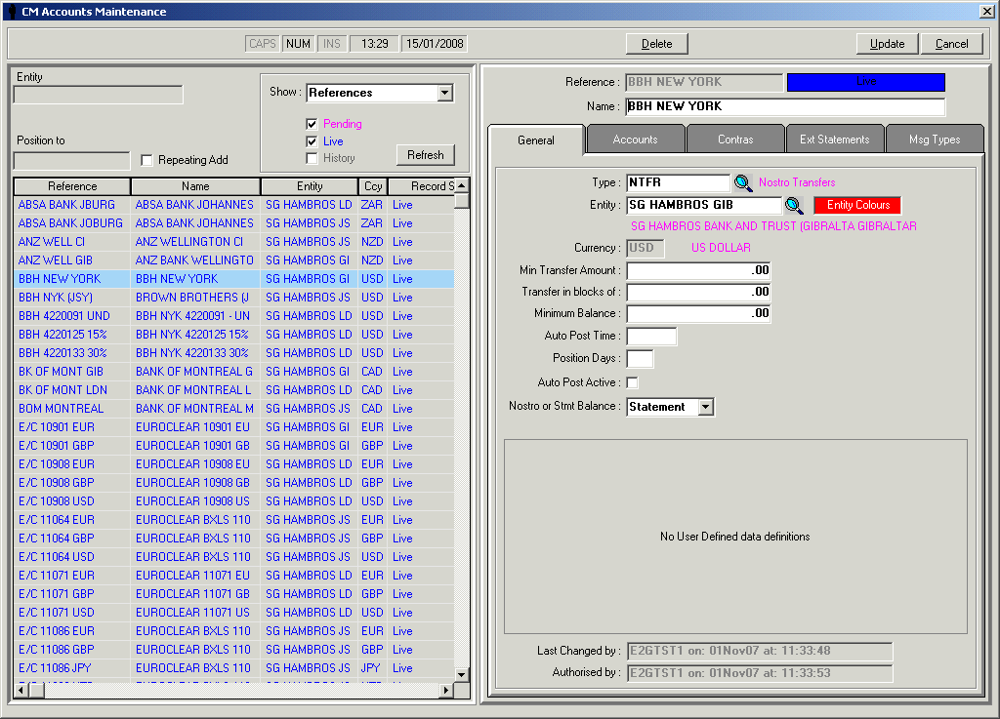 CM Accounts Maintenance
CAPS NUM INS 13:29 15/01/2008 Delete Update Cancel
Entity
Show : References
Pending
Live
History
Position to
Repeating Add
Refresh
Reference Name Entity Ccy Record S
ABSA BANK JBURG ABSA BANK JOHANNES SG HAMBROS LD ZAR Live
ABSA BANK JOBURG ABSA BANK JOHANNES SG HAMBROS JS ZAR Live
ANZ WELL CI ANZ WELLINGTON CI SG HAMBROS JS NZD Live
ANZ WELL GIB ANZ BANK WELLINGTO SG HAMBROS GI NZD Live
BBH NEW YORK BBH NEW YORK SG HAMBROS GI USD Live
BBH NYK (JSY) BROWN BROTHERS (J SG HAMBROS JS USD Live
BBH 4220091 UND BBH NYK 4220091 - UN SG HAMBROS LD USD Live
BBH 4220125 15% BBH NYK 4220125 15% SG HAMBROS LD USD Live
BBH 4220133 30% BBH NYK 4220133 30% SG HAMBROS LD USD Live
BK OF MONT GIB BANK OF MONTREAL G SG HAMBROS GI CAD Live
BK OF MONT LDN BANK OF MONTREAL L SG HAMBROS LD CAD Live
BOM MONTREAL BANK OF MONTREAL M SG HAMBROS JS CAD Live
E/C 10901 EUR EUROCLEAR 10901 EU SG HAMBROS GI EUR Live
E/C 10901 GBP EUROCLEAR 10901 GB SG HAMBROS GI GBP Live
E/C 10908 EUR EUROCLEAR 10908 EU SG HAMBROS LD EUR Live
E/C 10908 GBP EUROCLEAR 10908 GB SG HAMBROS LD GBP Live
E/C 10908 USD EUROCLEAR 10908 US SG HAMBROS LD USD Live
E/C 11064 EUR EUROCLEAR BXLS 110 SG HAMBROS JS EUR Live
E/C 11064 GBP EUROCLEAR BXLS 110 SG HAMBROS JS GBP Live
E/C 11064 USD EUROCLEAR BXLS 110 SG HAMBROS JS USD Live
E/C 11071 EUR EUROCLEAR 11071 EU SG HAMBROS LD EUR Live
E/C 11071 GBP EUROCLEAR 11071 GB SG HAMBROS LD GBP Live
E/C 11071 USD EUROCLEAR 11071 US SG HAMBROS LD USD Live
E/C 11086 EUR EUROCLEAR BXLS 110 SG HAMBROS JS EUR Live
E/C 11086 GBP EUROCLEAR BXLS 110 SG HAMBROS JS GBP Live
E/C 11086 JPY EUROCLEAR BXLS 110 SG HAMBROS JS JPY Live
Reference : BBH NEW YORK Live
Name : BBH NEW YORK
General Accounts Contras Ext Statements Msg Types
Type : NTFR Nostro Transfers
Entity : SG HAMBROS GIB Entity Colours
SG HAMBROS BANK AND TRUST (GIBRALTA GIBRALTAR
Currency : USD US DOLLAR
Min Transfer Amount : .00
Transfer in blocks of : .00
Minimum Balance : .00
Auto Post Time :
Position Days :
Auto Post Active :
Nostro or Stmt Balance : Statement
No User Defined data definitions
Last Changed by : E2GTST1 on: 01Nov07 at: 11:33:48
Authorised by : E2GTST1 on: 01Nov07 at: 11:33:53